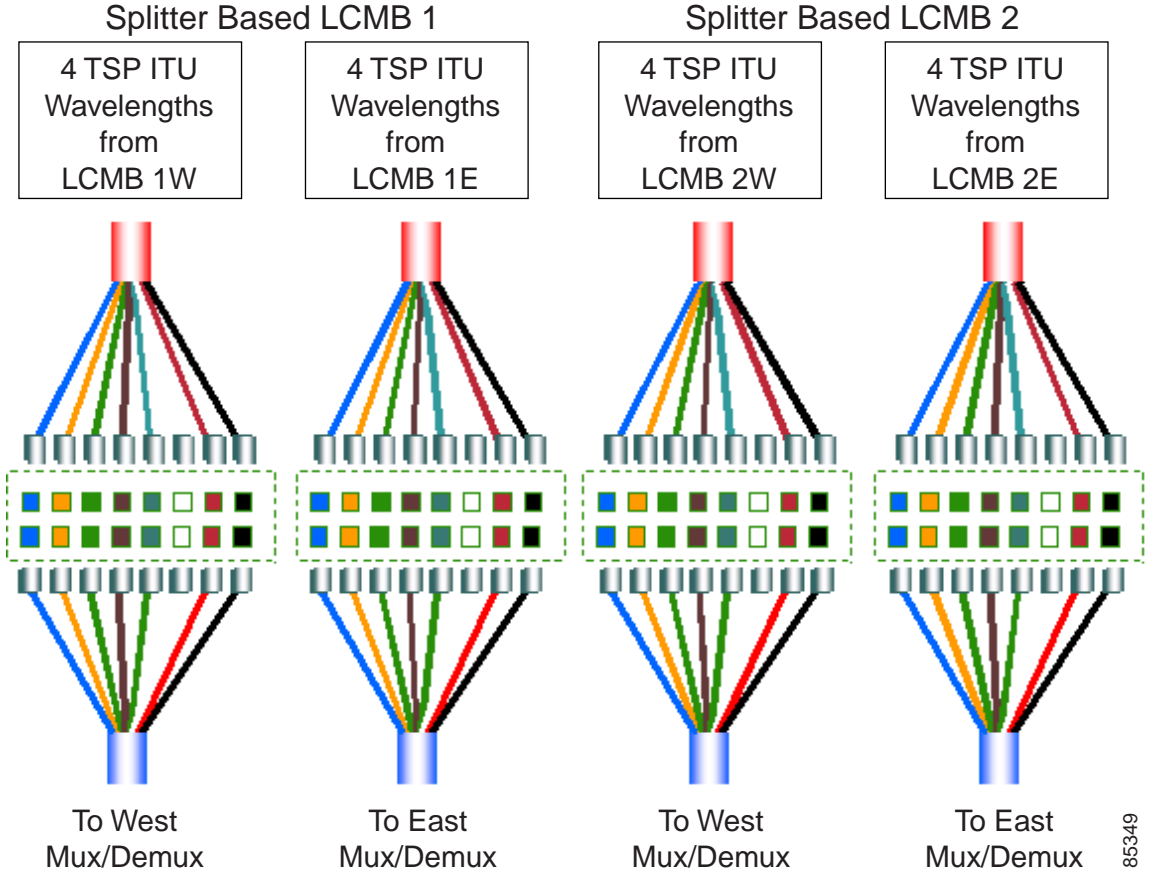 Splitter Based LCMB 1
Splitter Based LCMB 2
4 TSP ITU
Wavelengths
from
LCMB 1W
4 TSP ITU
Wavelengths
from
LCMB 1E
4 TSP ITU
Wavelengths
from
LCMB 2W
4 TSP ITU
Wavelengths
from
LCMB 2E
To West
Mux/Demux
To East
Mux/Demux
To West
Mux/Demux
To East
Mux/Demux
85349